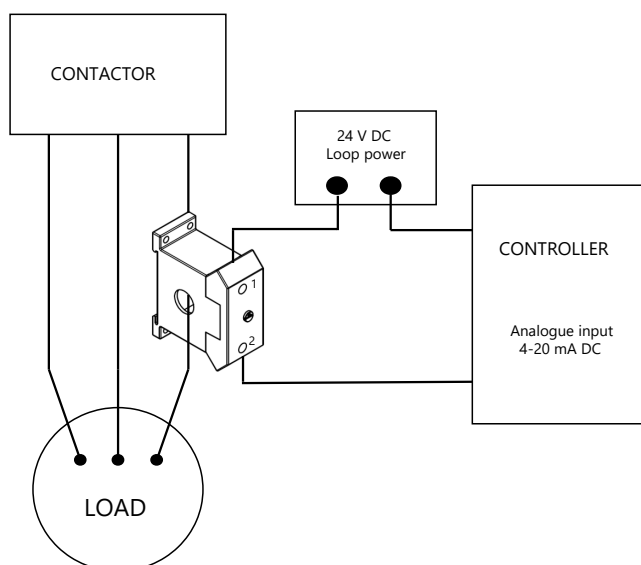 CONTACTOR
24 V DC
Loop power
CONTROLLER
1
Analogue input
4-20 mA DC
2
LOAD